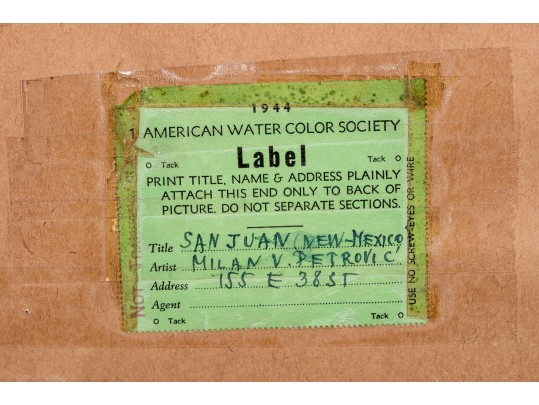 1944
AMERICAN WATER COLOR SOCIETY
O Tack Label Tack O
PRINT TITLE, NAME & ADDRESS PLAINLY
ATTACH THIS END ONLY TO BACK OF
PICTURE. DO NOT SEPARATE SECTIONS.
Title SAN JUAN (NEW-MEXICO)
Artist MILAN V. PETROVIC
Address 155 E 38 ST
Agent
O Tack Tack O
USE NO SCREW-EYES OR WIRE